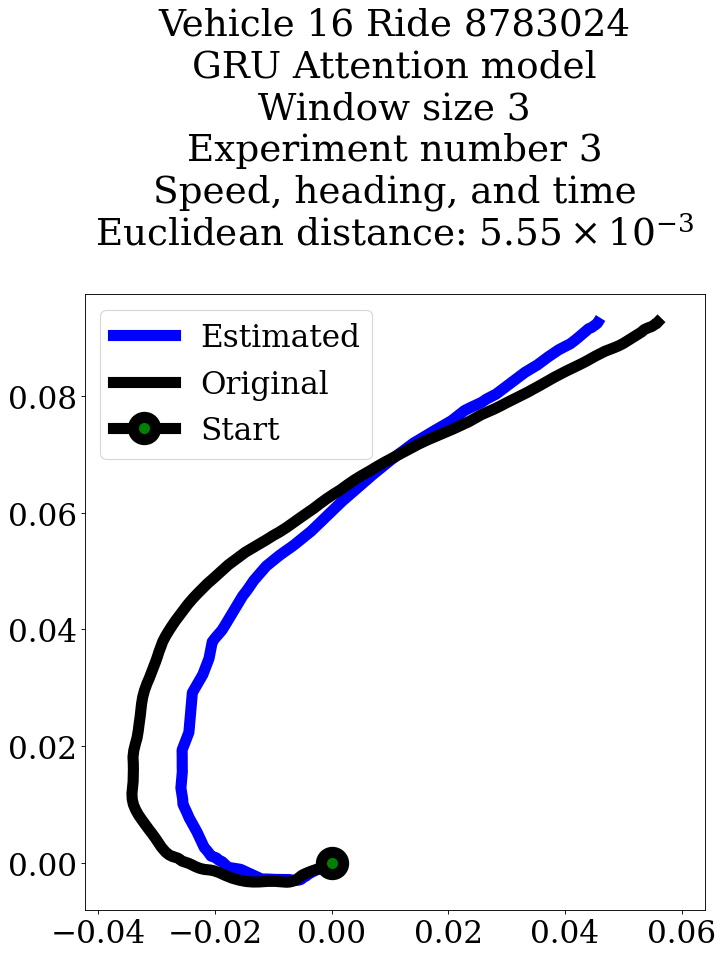 Vehicle 16 Ride 8783024
GRU Attention model
Window size 3
Experiment number 3
Speed, heading, and time
Euclidean distance: 5.55 × 10⁻³
Estimated
Original
Start
0.08
0.06
0.04
0.02
0.00
−0.04 −0.02 0.00 0.02 0.04 0.06